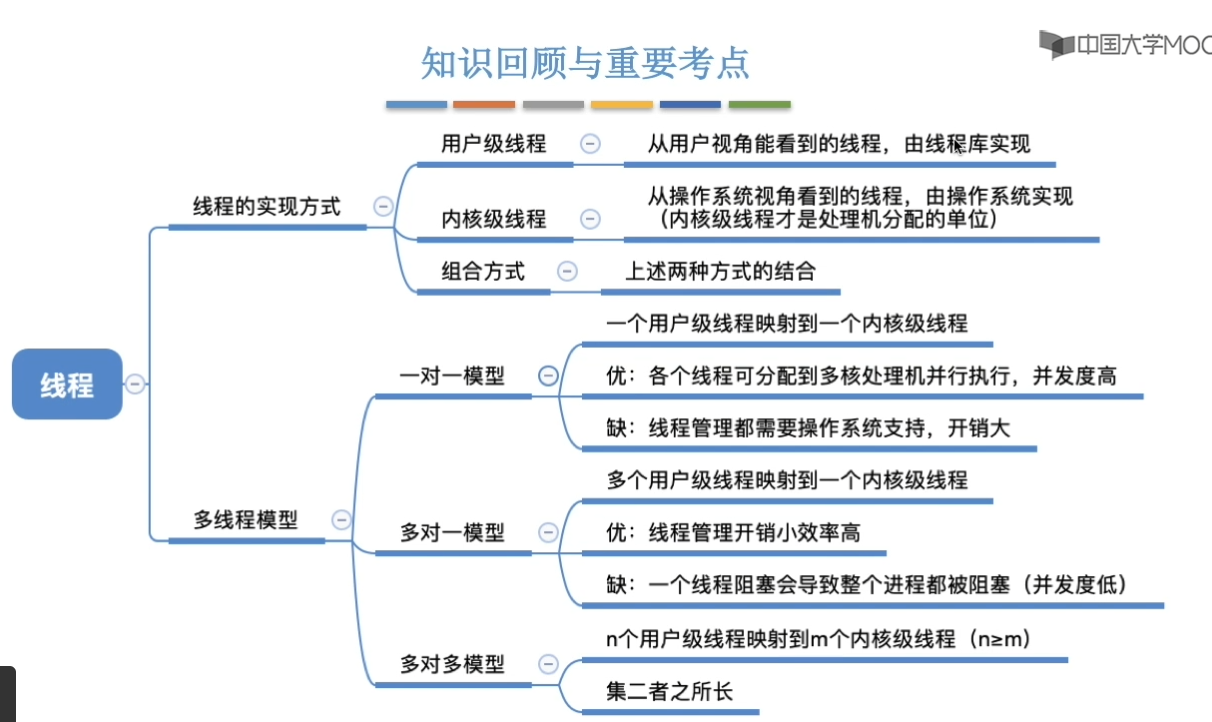 知识回顾与重要考点
中国大学MOOC
用户级线程
从用户视角能看到的线程，由线程库实现
线程的实现方式
内核级线程
从操作系统视角看到的线程，由操作系统实现
（内核级线程才是处理机分配的单位）
组合方式
上述两种方式的结合
线程
一对一模型
一个用户级线程映射到一个内核级线程
优：各个线程可分配到多核处理机并行执行，并发度高
缺：线程管理都需要操作系统支持，开销大
多线程模型
多对一模型
多个用户级线程映射到一个内核级线程
优：线程管理开销小效率高
缺：一个线程阻塞会导致整个进程都被阻塞（并发度低）
多对多模型
n个用户级线程映射到m个内核级线程（n≥m）
集二者之所长